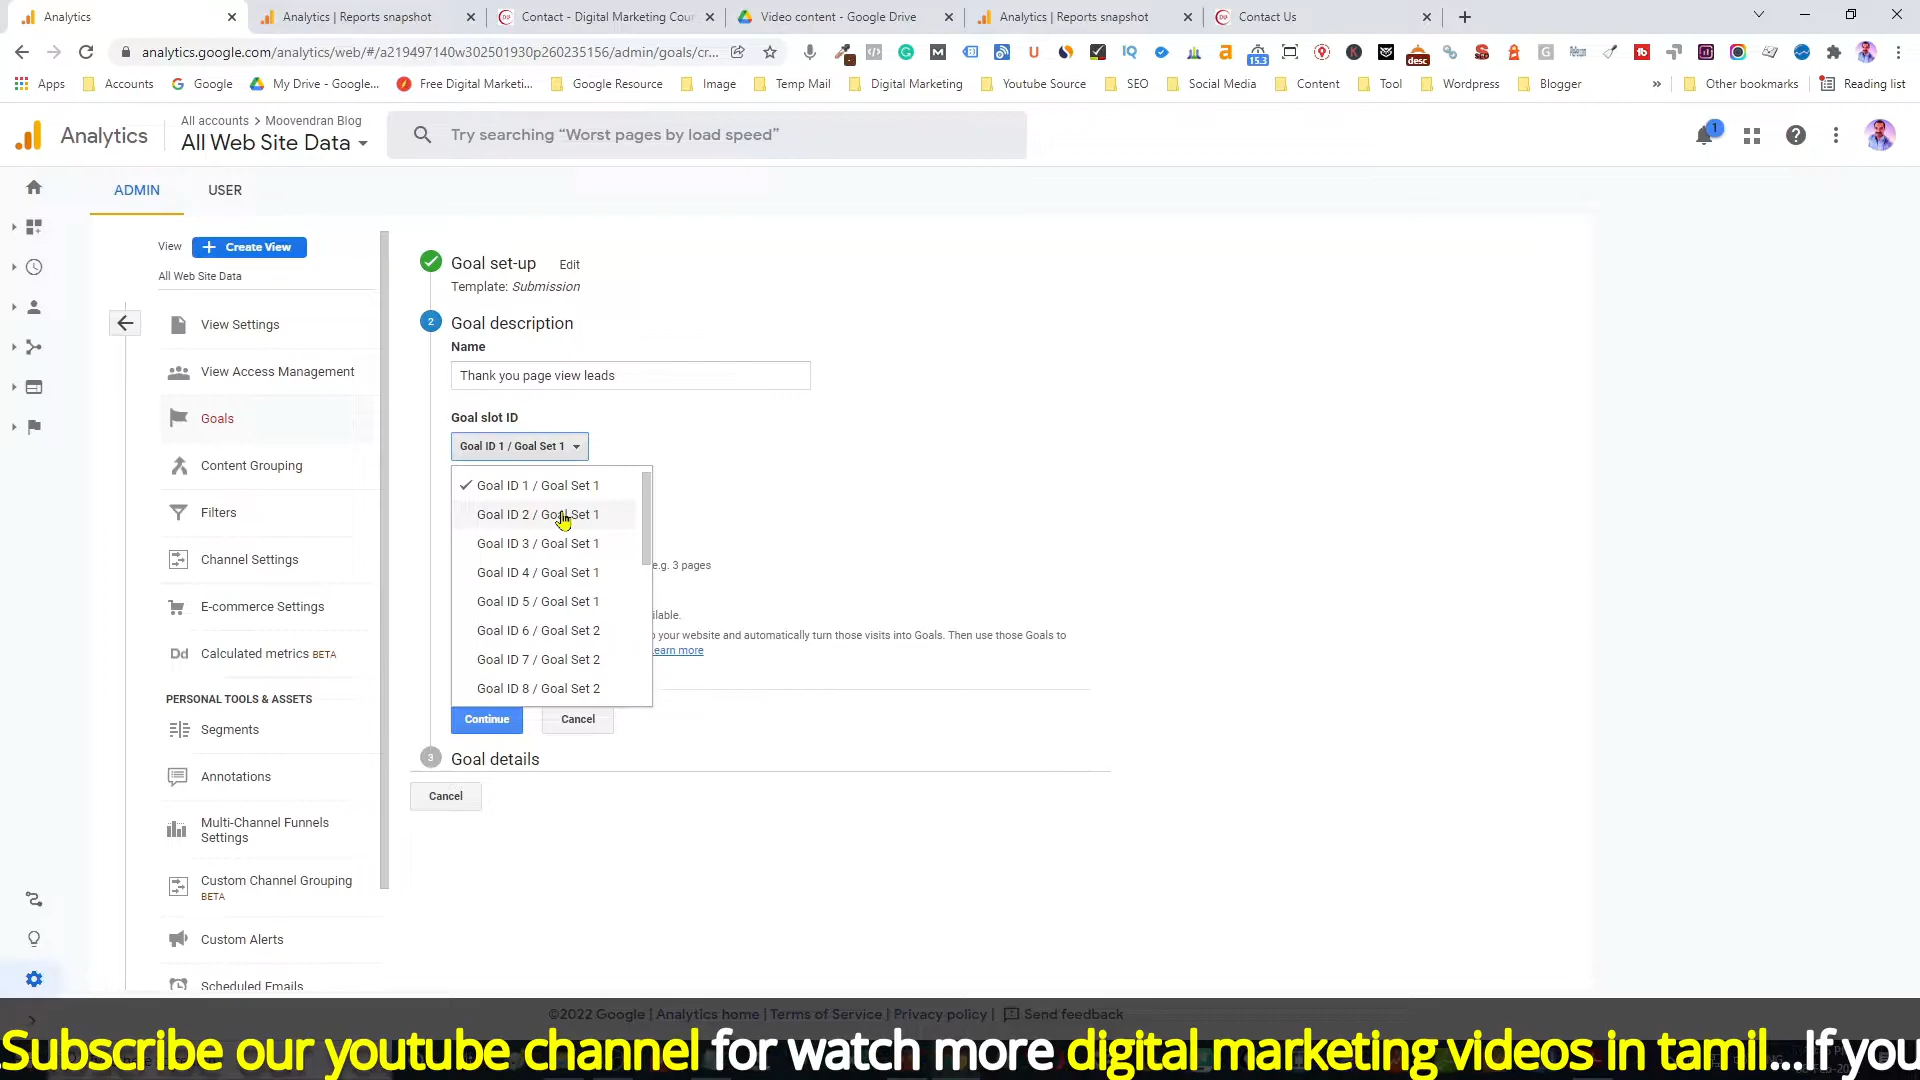 Analytics
Analytics | Reports snapshot
Contact - Digital Marketing Cour
Video content - Google Drive
Analytics | Reports snapshot
Contact Us
analytics.google.com/analytics/web/#/a219497140w302501930p260235156/admin/goals/cr...
15.3
desc
Apps
Accounts
Google
My Drive - Google...
Free Digital Marketi...
Google Resource
Image
Temp Mail
Digital Marketing
Youtube Source
SEO
Social Media
Content
Tool
Wordpress
Blogger
»
Other bookmarks
Reading list
Analytics
All accounts > Moovendran Blog
All Web Site Data
Try searching “Worst pages by load speed”
1
ADMIN
USER
View
+ Create View
All Web Site Data
View Settings
View Access Management
Goals
Content Grouping
Filters
Channel Settings
E-commerce Settings
Dd Calculated metrics BETA
PERSONAL TOOLS & ASSETS
Segments
Annotations
Multi-Channel Funnels
Settings
Custom Channel Grouping
BETA
Custom Alerts
Scheduled Emails
Goal set-up Edit
Template: Submission
2 Goal description
Name
Thank you page view leads
Goal slot ID
Goal ID 1 / Goal Set 1
Goal ID 1 / Goal Set 1
Goal ID 2 / Goal Set 1
Goal ID 3 / Goal Set 1
Goal ID 4 / Goal Set 1
Goal ID 5 / Goal Set 1
Goal ID 6 / Goal Set 2
Goal ID 7 / Goal Set 2
Goal ID 8 / Goal Set 2
e.g. 3 pages
ilable.
your website and automatically turn those visits into Goals. Then use those Goals to
earn more
Continue
Cancel
3 Goal details
Cancel
©2022 Google | Analytics home | Terms of Service | Privacy policy | Send feedback
Subscribe our youtube channel for watch more digital marketing videos in tamil...If you